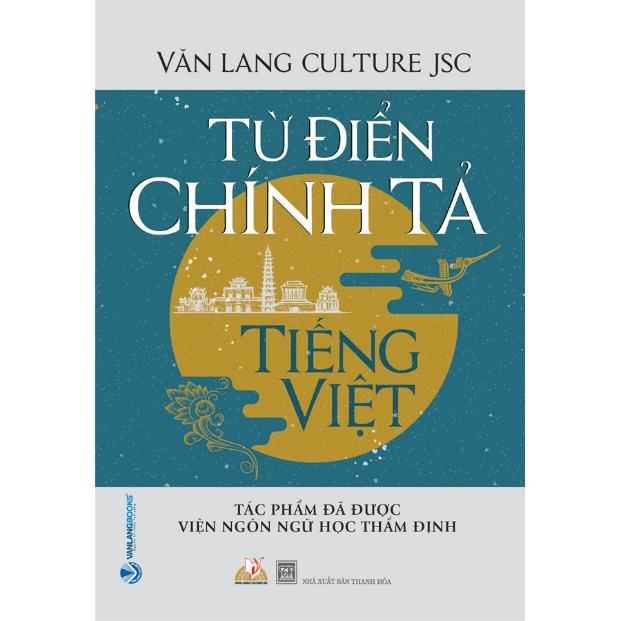 VĂN LANG CULTURE JSC
TỪ ĐIỂN
CHÍNH TẢ
TIẾNG
VIỆT
TÁC PHẨM ĐÃ ĐƯỢC
VIỆN NGÔN NGỮ HỌC THẨM ĐỊNH
VANLANGBOOKS
NHÀ XUẤT BẢN THANH HÓA